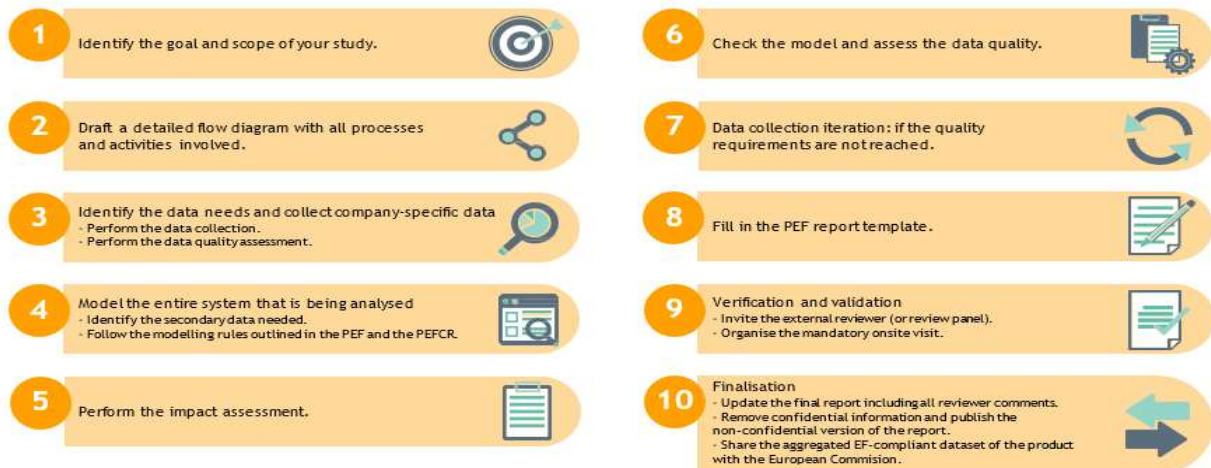 1
Identify the goal and scope of your study.
2
Draft a detailed flow diagram with all processes
and activities involved.
3
Identify the data needs and collect company-specific data
- Perform the data collection.
- Perform the data quality assessment.
4
Model the entire system that is being analysed
- Identify the secondary data needed.
- Follow the modelling rules outlined in the PEF and the PEFCR.
5
Perform the impact assessment.
6
Check the model and assess the data quality.
7
Data collection iteration: if the quality
requirements are not reached.
8
Fill in the PEF report template.
9
Verification and validation
- Invite the external reviewer (or review panel).
- Organise the mandatory onsite visit.
10
Finalisation
- Update the final report including all reviewer comments.
- Remove confidential information and publish the
non-confidential version of the report.
- Share the aggregated EF-compliant dataset of the product
with the European Commision.